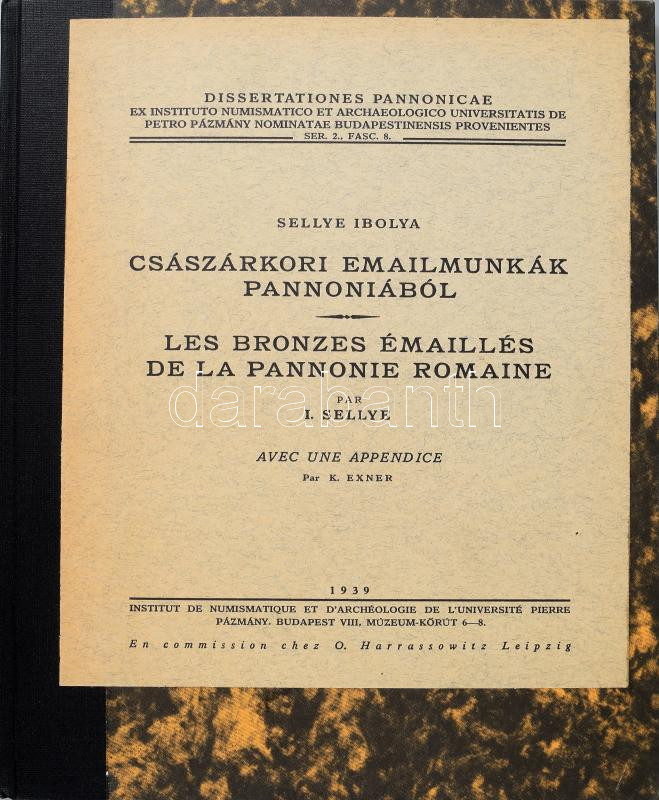 DISSERTATIONES PANNONICAE
EX INSTITUTO NUMISMATICO ET ARCHAEOLOGICO UNIVERSITATIS DE
PETRO PÁZMÁNY NOMINATAE BUDAPESTINENSIS PROVENIENTES
SER. 2., FASC. 8.
SELLYE IBOLYA
CSÁSZÁRKORI EMAILMUNKÁK
PANNONIÁBÓL
LES BRONZES ÉMAILLÉS
DE LA PANNONIE ROMAINE
PAR
I. SELLYE
darabanth
AVEC UNE APPENDICE
Par K. EXNER
1939
INSTITUT DE NUMISMATIQUE ET D'ARCHÉOLOGIE DE L'UNIVERSITÉ PIERRE
PÁZMÁNY. BUDAPEST VIII, MÚZEUM-KÖRÚT 6—8.
En commission chez O. Harrassowitz Leipzig